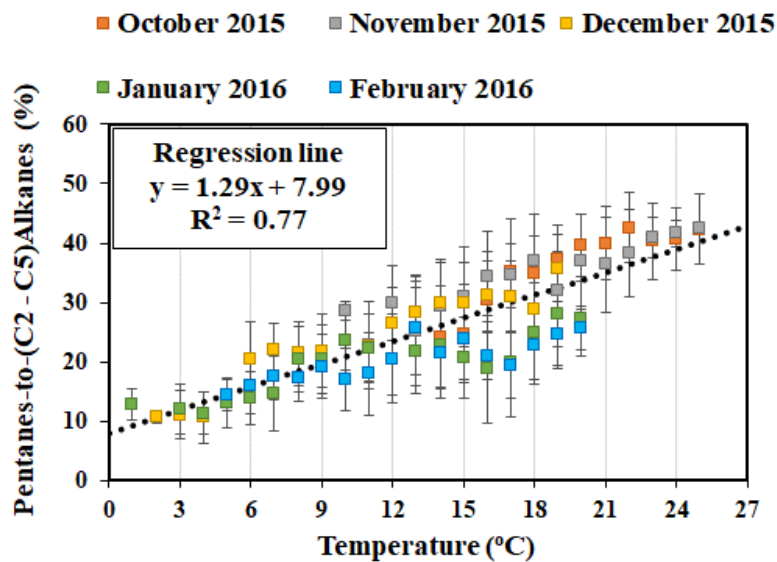 October 2015 November 2015 December 2015
January 2016 February 2016
Pentanes-to-(C2 - C5)Alkanes (%)
60
50
40
30
20
10
0
Regression line
y = 1.29x + 7.99
R² = 0.77
0 3 6 9 12 15 18 21 24 27
Temperature (ºC)